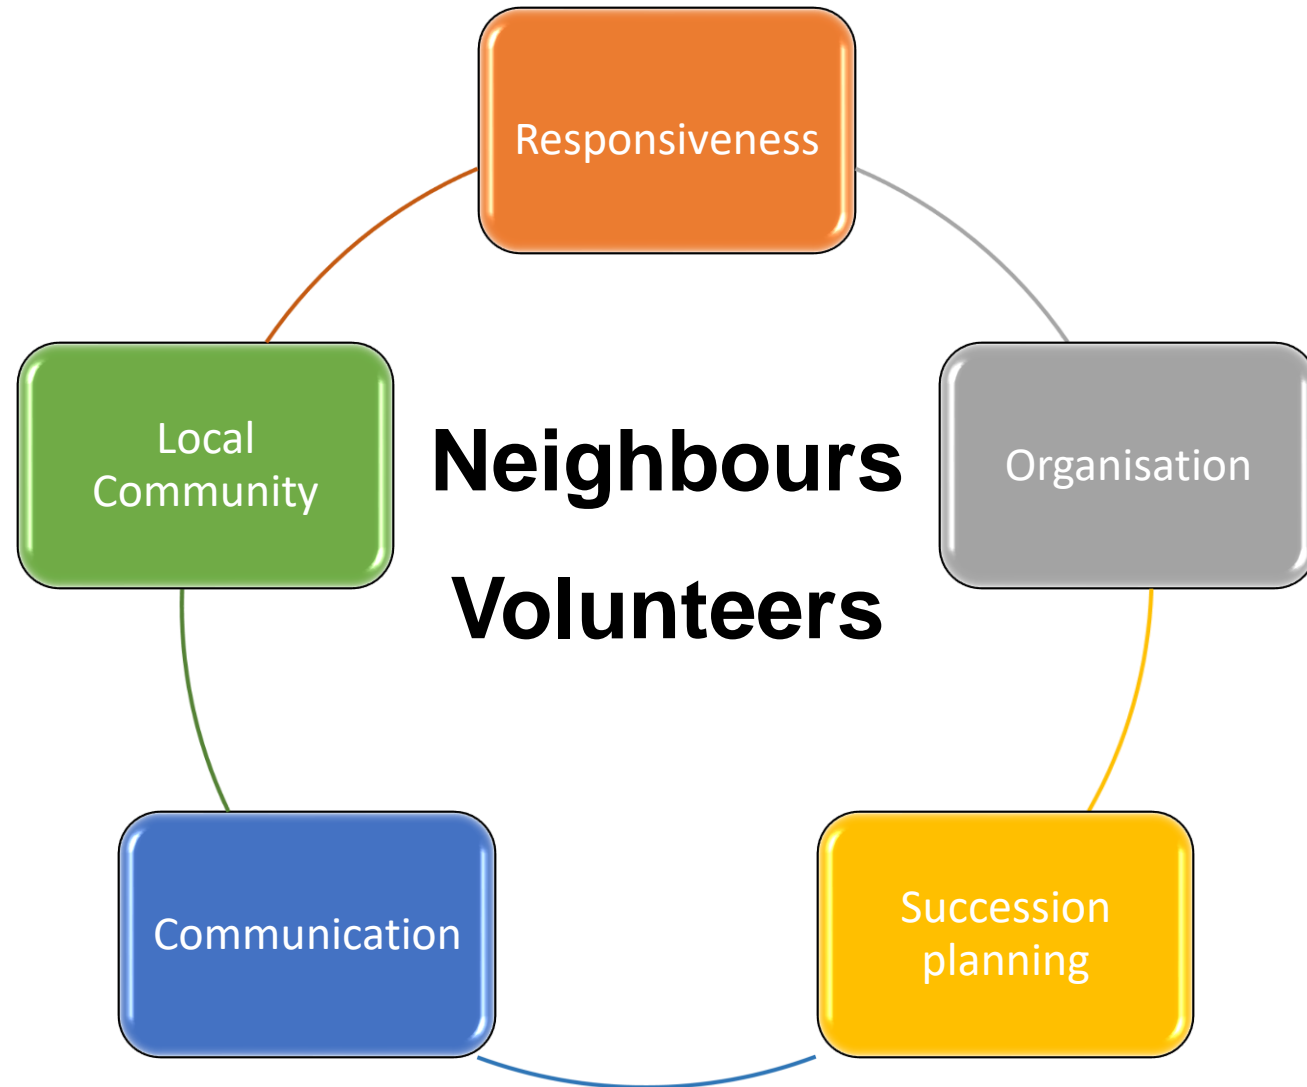 Responsiveness
Local
Community
Neighbours
Volunteers
Organisation
Communication
Succession
planning